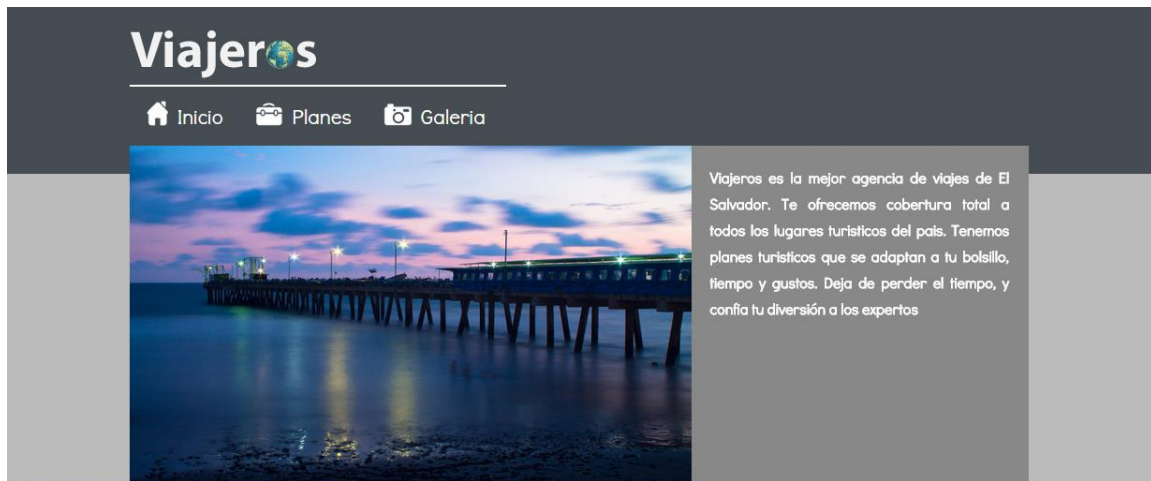 Viajeros
Inicio Planes Galeria
Viajeros es la mejor agencia de viajes de El
Salvador. Te ofrecemos cobertura total a
todos los lugares turisticos del pais. Tenemos
planes turisticos que se adaptan a tu bolsillo,
tiempo y gustos. Deja de perder el tiempo, y
confia tu diversión a los expertos